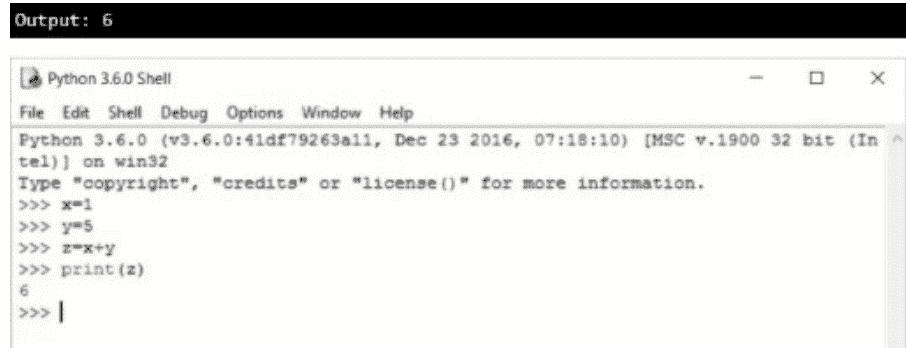 Output: 6
Python 3.6.0 Shell
File Edit Shell Debug Options Window Help
Python 3.6.0 (v3.6.0:41df79263a11, Dec 23 2016, 07:18:10) [MSC v.1900 32 bit (In
tel)] on win32
Type "copyright", "credits" or "license()" for more information.
>>> x=1
>>> y=5
>>> z=x+y
>>> print(z)
6
>>>